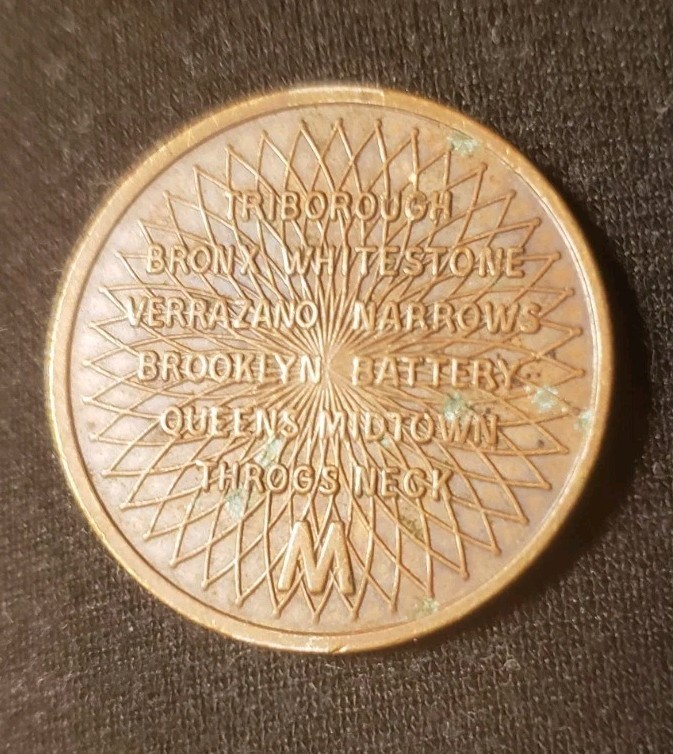 TRIBOROUGH
BRONX WHITESTONE
VERRAZANO NARROWS
BROOKLYN BATTERY
QUEENS MIDTOWN
THROGS NECK
M